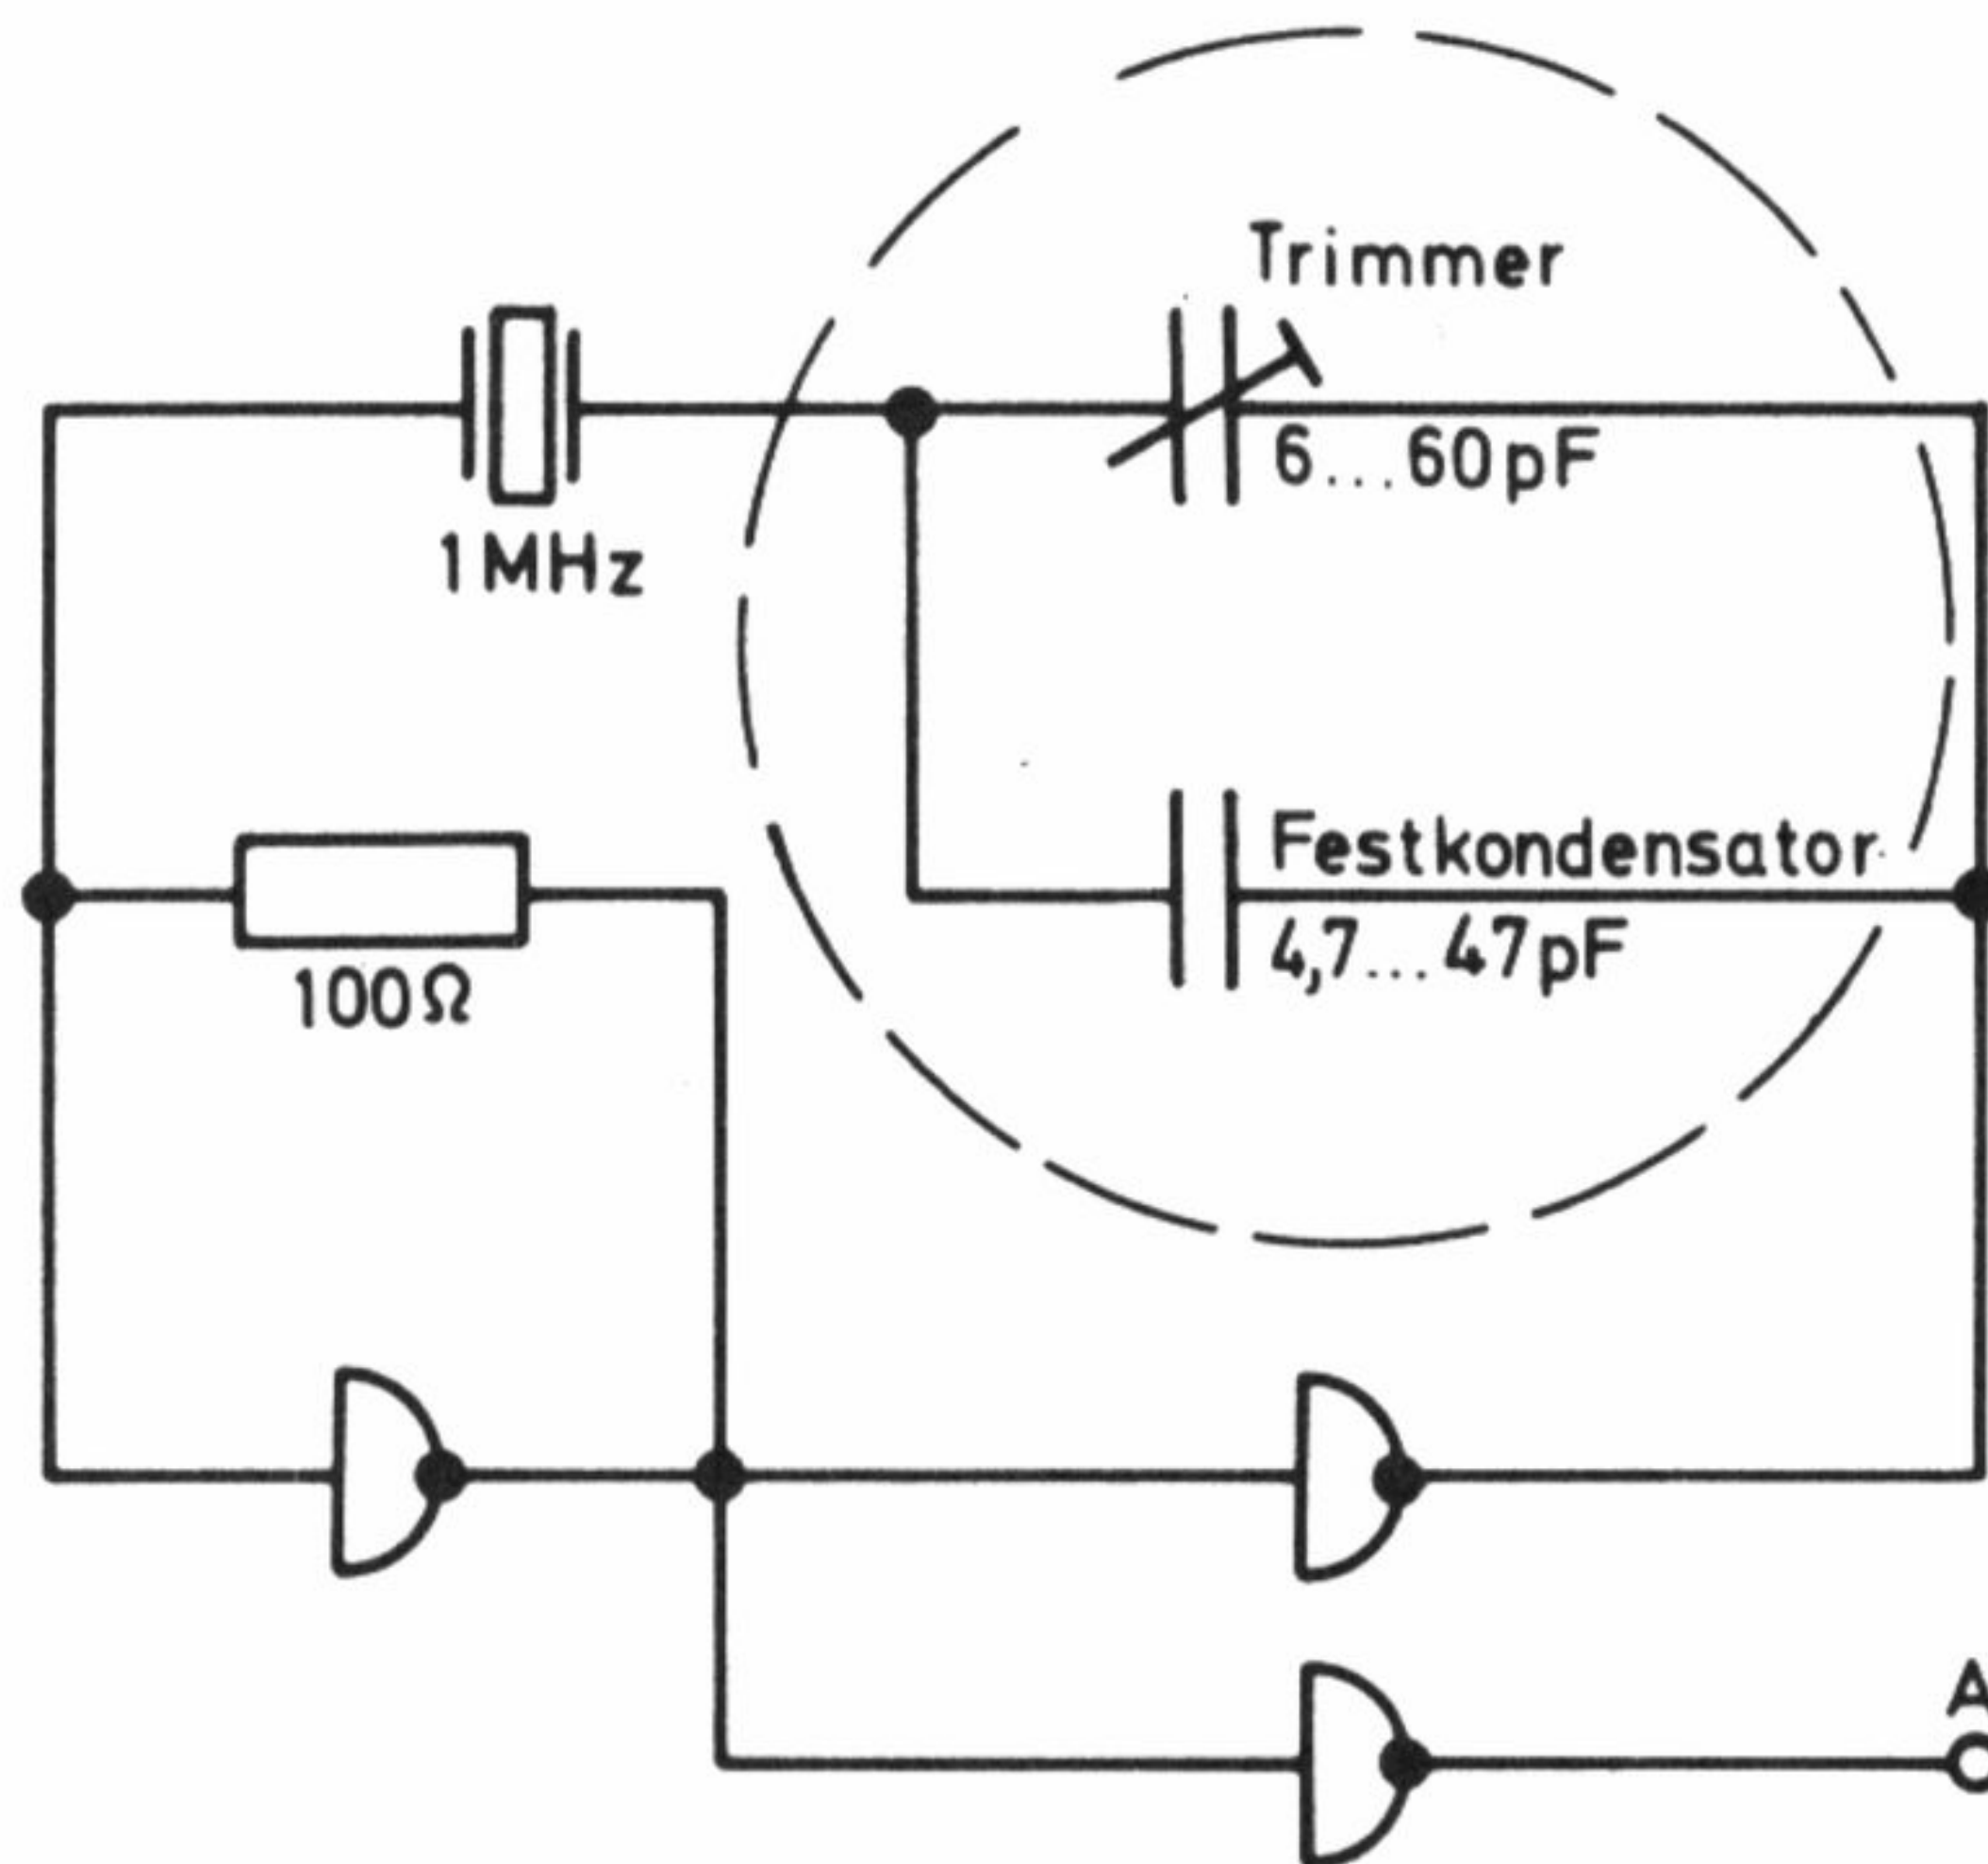 Trimmer
6...60pF
1MHz
Festkondensator
4,7...47pF
100Ω
A